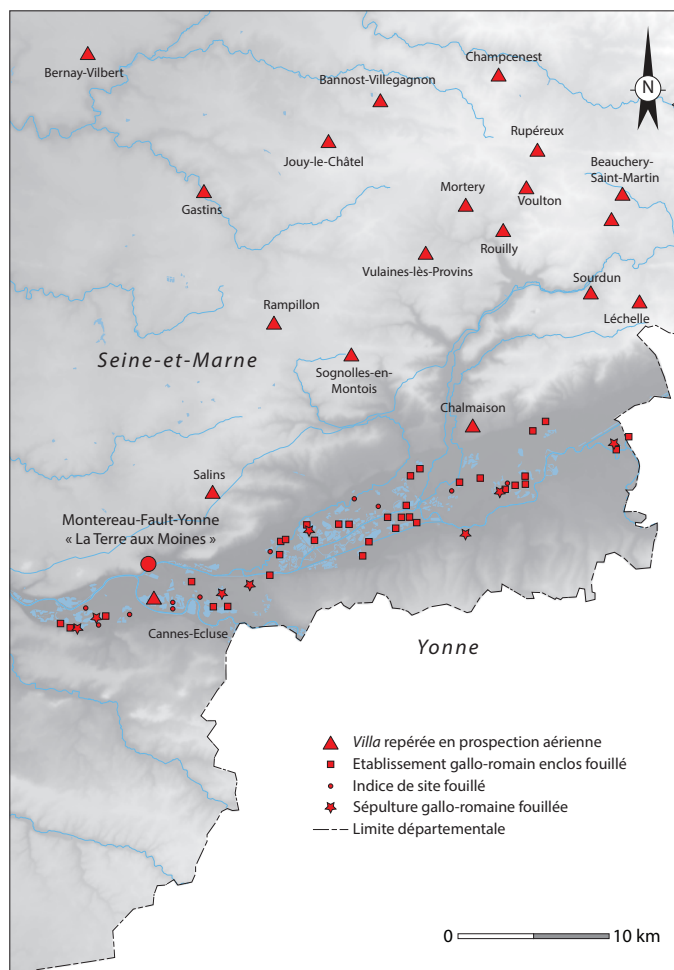 Bernay-Vilbert
Champcenest
Bannost-Villegagnon
N
Rupéreux
Jouy-le-Châtel
Beauchery-
Saint-Martin
Gastins
Mortery
Voulton
Rouilly
Vulaines-lès-Provins
Sourdun
Rampillon
Léchelle
Seine-et-Marne
Sognolles-en-
Montois
Chalmaison
Salins
Montereau-Fault-Yonne
« La Terre aux Moines »
Cannes-Ecluse
Yonne
Villa repérée en prospection aérienne
Etablissement gallo-romain enclos fouillé
Indice de site fouillé
Sépulture gallo-romaine fouillée
Limite départementale
0 10 km